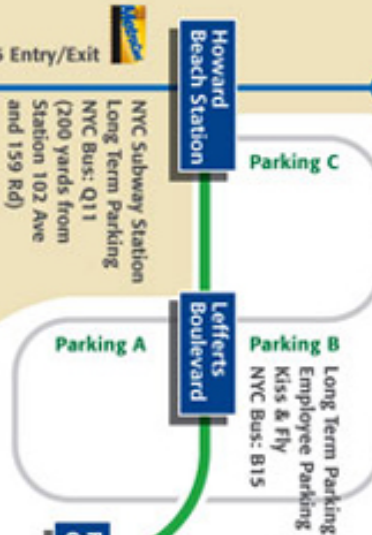 Entry/Exit
MetroCard
Howard
Beach Station
NYC Subway Station
Long Term Parking
NYC Bus: Q11
(200 yards from
Station 102 Ave
and 159 Rd)
Parking C
Lefferts
Boulevard
Parking A
Parking B
Long Term Parking
Employee Parking
Kiss & Fly
NYC Bus: B15